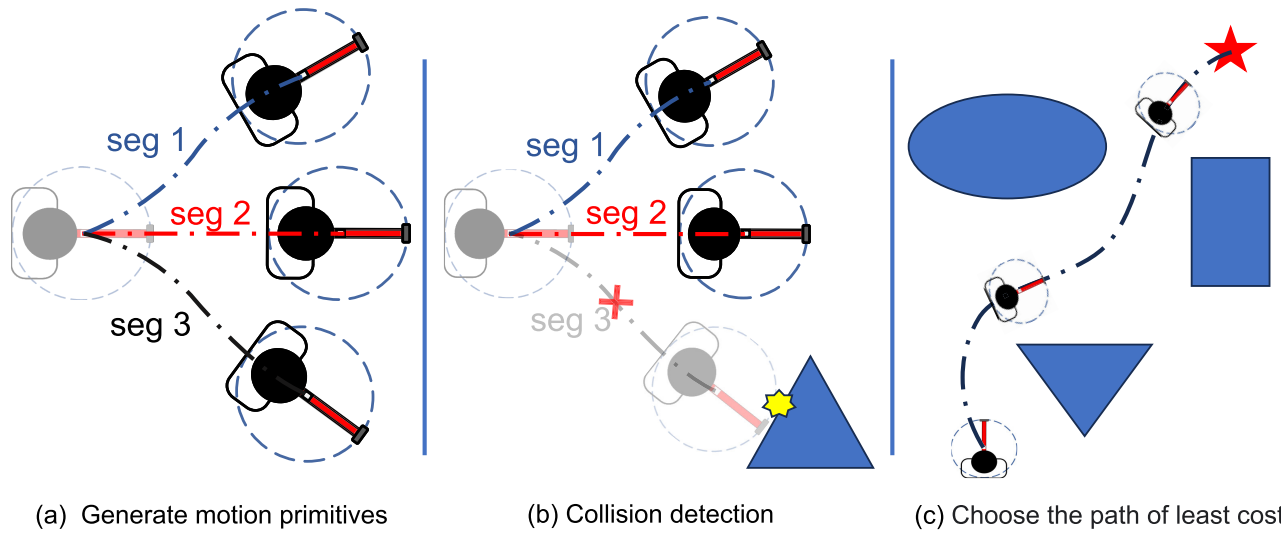 seg 1
seg 2
seg 3
seg 1
seg 2
seg 3
(a) Generate motion primitives
(b) Collision detection
(c) Choose the path of least cost